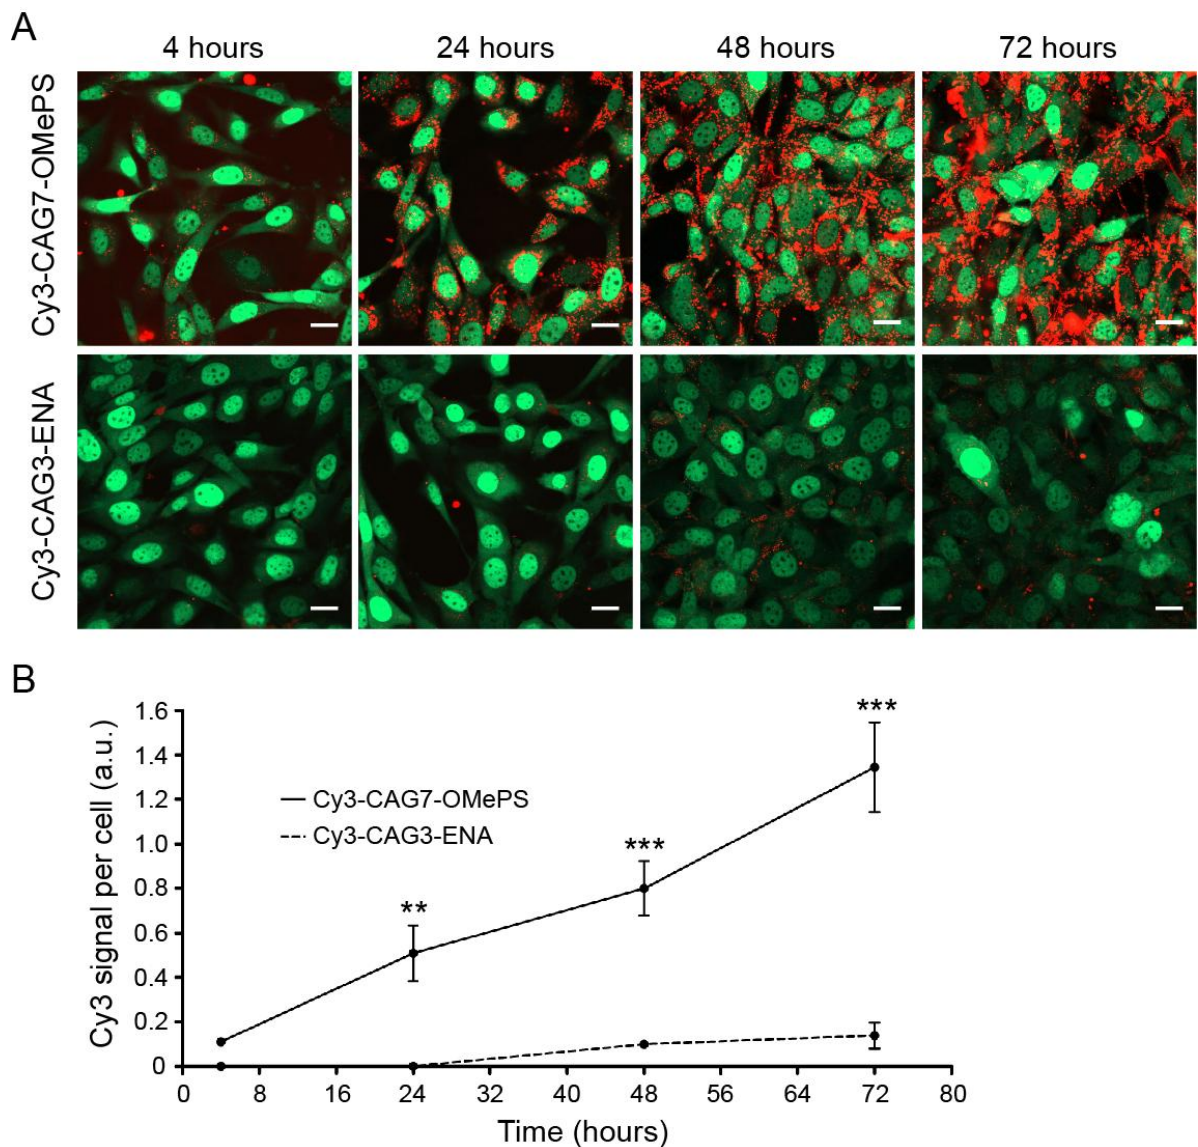 A
4 hours 24 hours 48 hours 72 hours
Cy3-CAG7-OMePS
Cy3-CAG3-ENA
B
Cy3 signal per cell (a.u.)
1.6
1.4
1.2
1.0
0.8
0.6
0.4
0.2
0
***
***
**
Cy3-CAG7-OMePS
Cy3-CAG3-ENA
0 8 16 24 32 40 48 56 64 72 80
Time (hours)